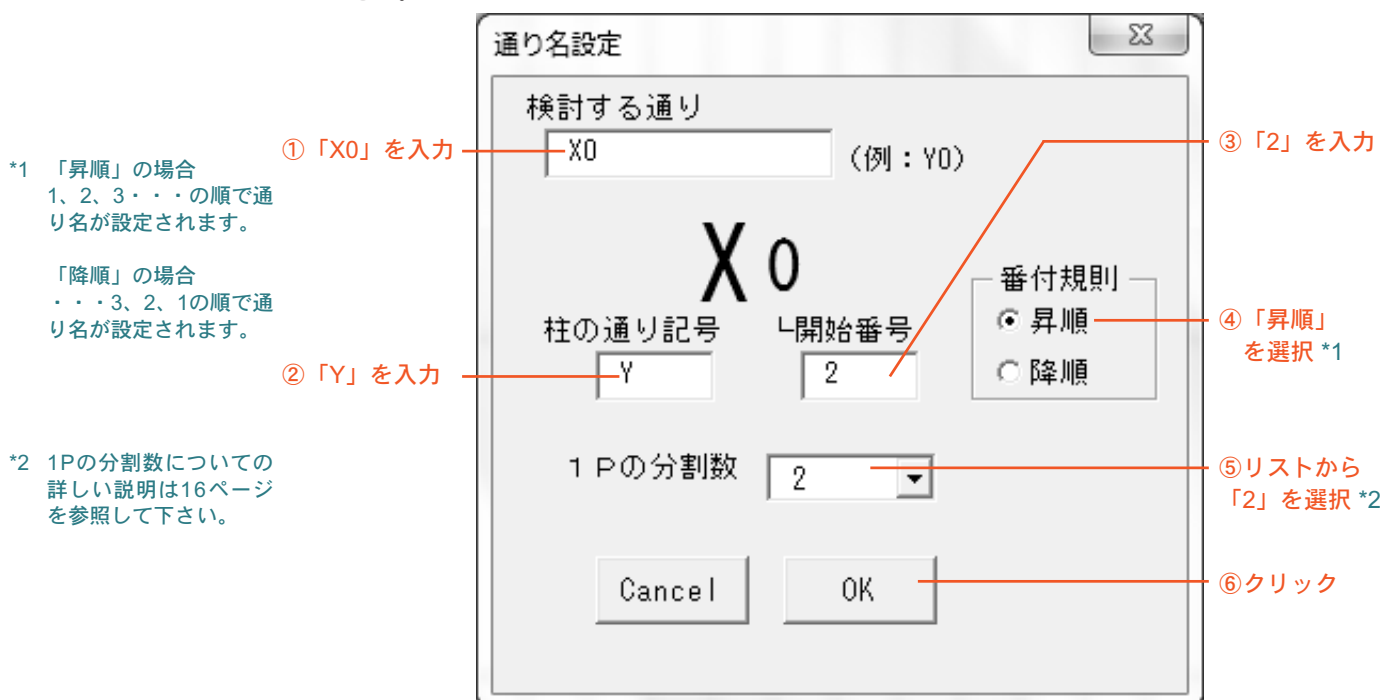 通り名設定
検討する通り
X0
(例：Y0)
X0
柱の通り記号
└開始番号
Y
2
番付規則
昇順
降順
１Ｐの分割数
2
Cancel
OK
①「X0」を入力
②「Y」を入力
③「2」を入力
④「昇順」
を選択 *1
⑤リストから
「2」を選択 *2
⑥クリック
*1 「昇順」の場合
1、2、3・・・の順で通
り名が設定されます。
「降順」の場合
・・・3、2、1の順で通
り名が設定されます。
*2 1Pの分割数についての
詳しい説明は16ページ
を参照して下さい。